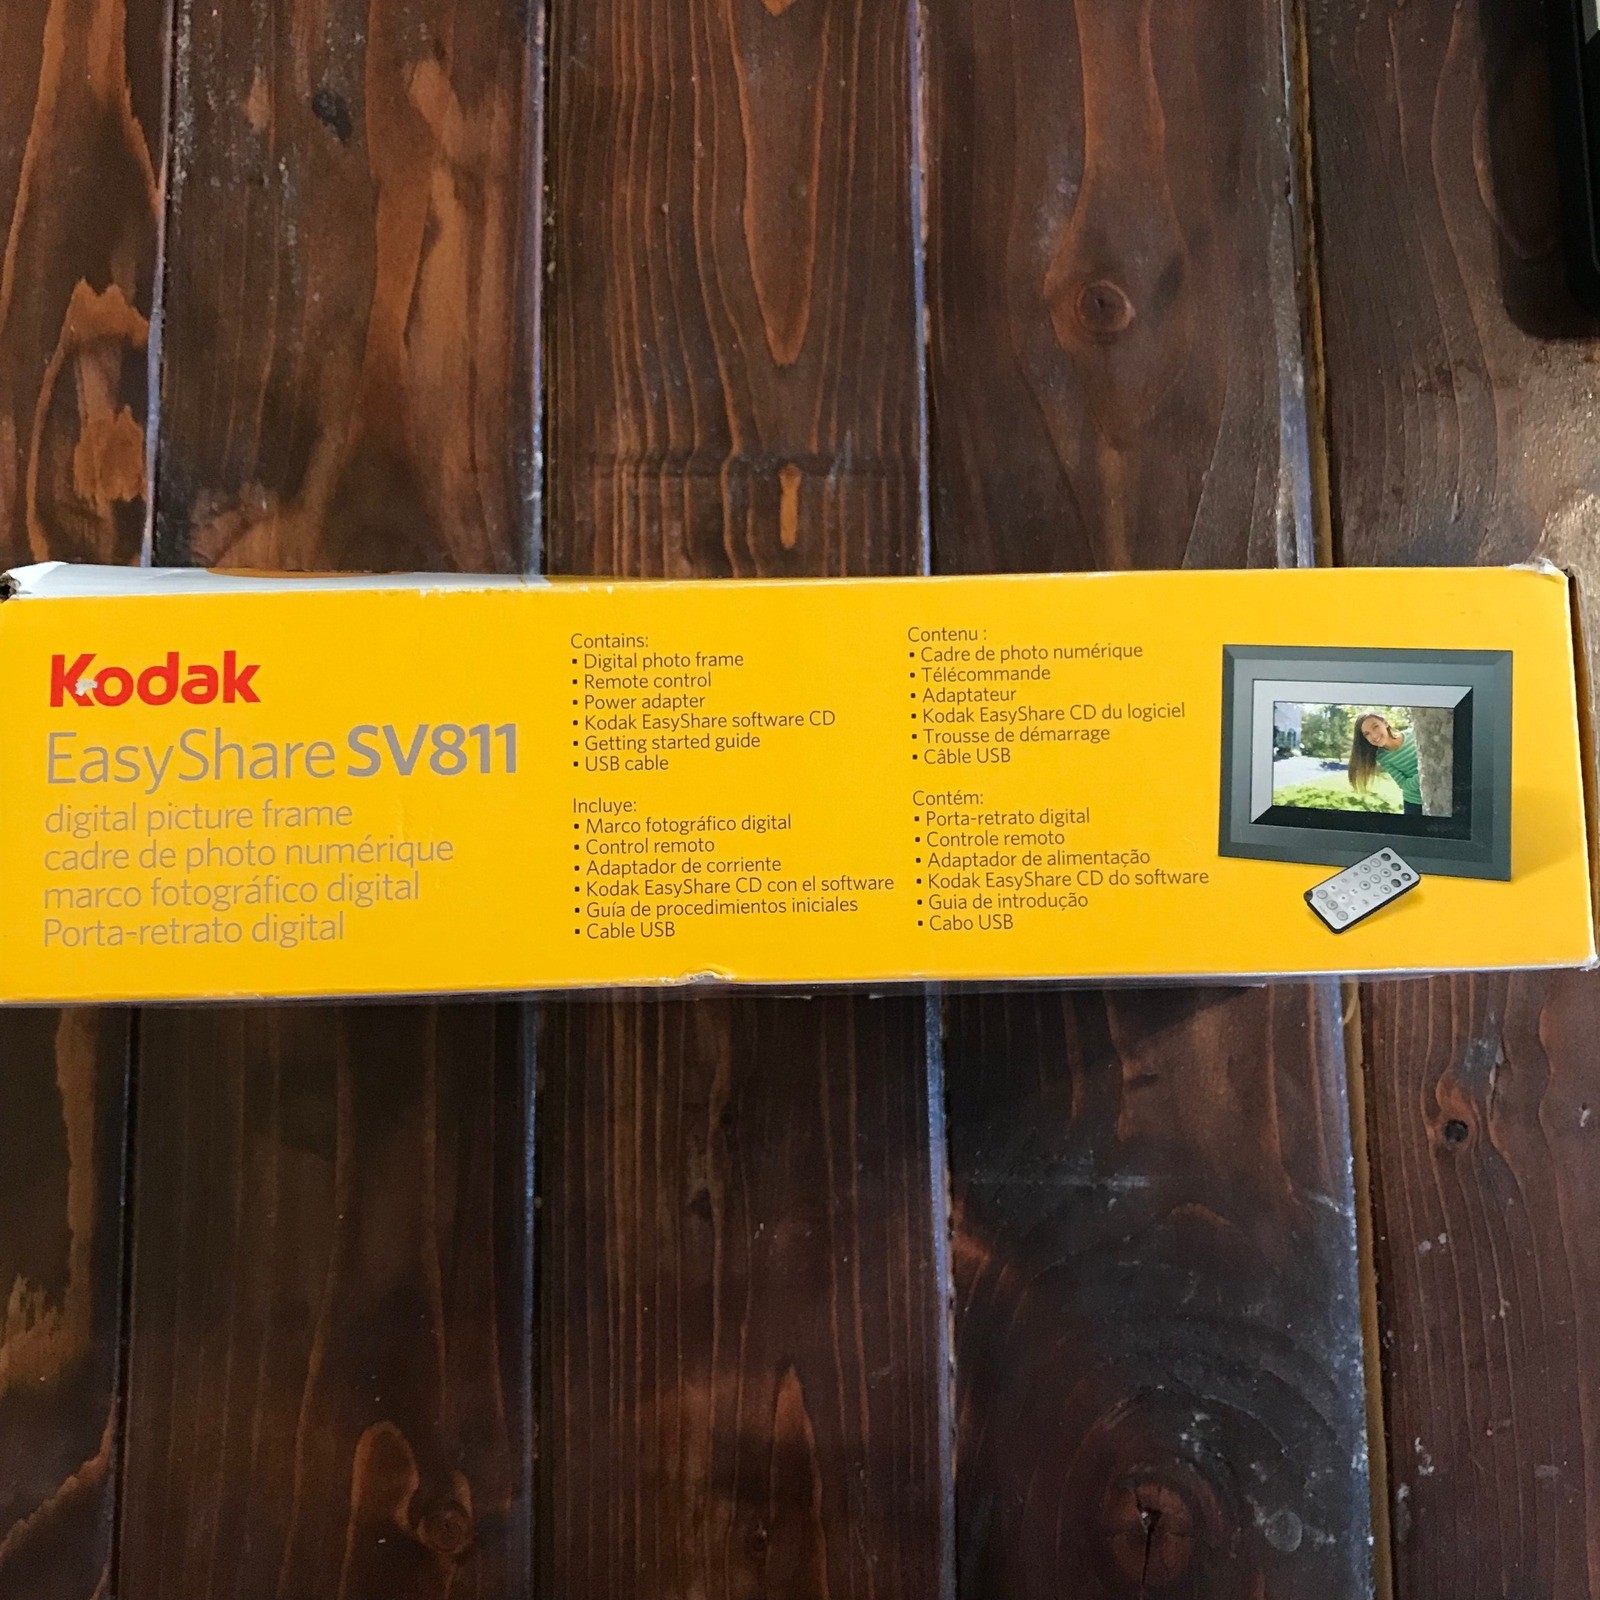 Kodak
EasyShare SV811
digital picture frame
cadre de photo numérique
marco fotográfico digital
Porta-retrato digital
Contains:
• Digital photo frame
• Remote control
• Power adapter
• Kodak EasyShare software CD
• Getting started guide
• USB cable
Incluye:
• Marco fotográfico digital
• Control remoto
• Adaptador de corriente
• Kodak EasyShare CD con el software
• Guía de procedimientos iniciales
• Cable USB
Contenu :
• Cadre de photo numérique
• Télécommande
• Adaptateur
• Kodak EasyShare CD du logiciel
• Trousse de démarrage
• Câble USB
Contém:
• Porta-retrato digital
• Controle remoto
• Adaptador de alimentação
• Kodak EasyShare CD do software
• Guia de introdução
• Cabo USB